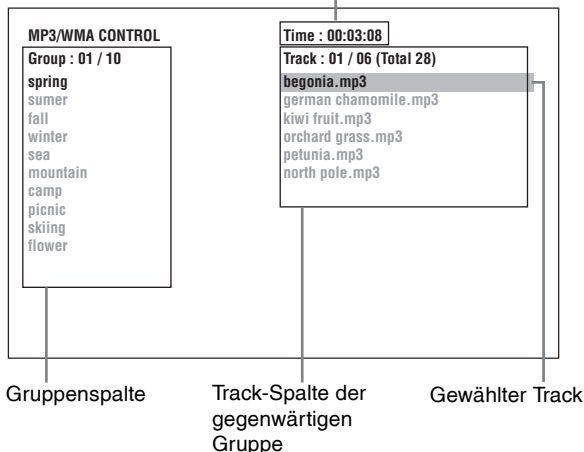 MP3/WMA CONTROL
Time : 00:03:08
Group : 01 / 10
spring
sumer
fall
winter
sea
mountain
camp
picnic
skiing
flower
Track : 01 / 06 (Total 28)
begonia.mp3
german chamomile.mp3
kiwi fruit.mp3
orchard grass.mp3
petunia.mp3
north pole.mp3
Gruppenspalte
Track-Spalte der
gegenwärtigen
Gruppe
Gewählter Track